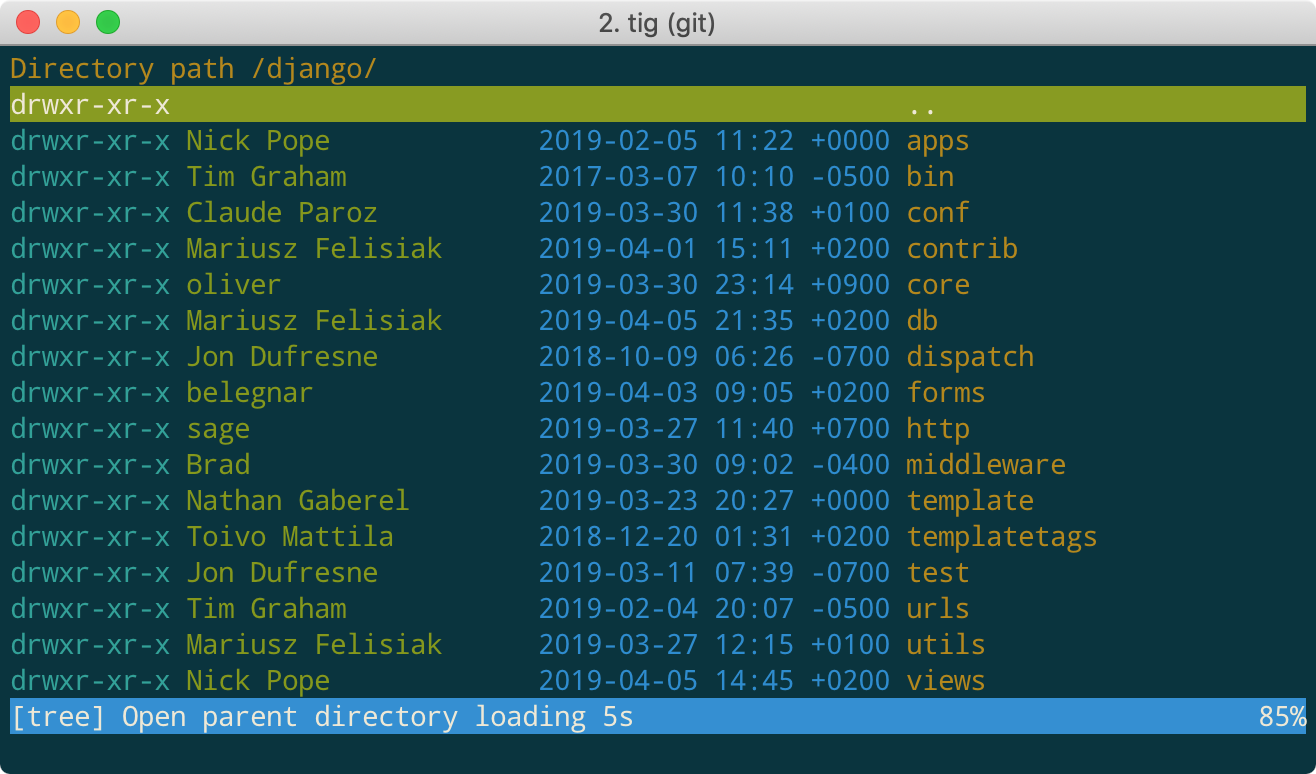 2. tig (git)
Directory path /django/
drwxr-xr-x ..
drwxr-xr-x Nick Pope 2019-02-05 11:22 +0000 apps
drwxr-xr-x Tim Graham 2017-03-07 10:10 -0500 bin
drwxr-xr-x Claude Paroz 2019-03-30 11:38 +0100 conf
drwxr-xr-x Mariusz Felisiak 2019-04-01 15:11 +0200 contrib
drwxr-xr-x oliver 2019-03-30 23:14 +0900 core
drwxr-xr-x Mariusz Felisiak 2019-04-05 21:35 +0200 db
drwxr-xr-x Jon Dufresne 2018-10-09 06:26 -0700 dispatch
drwxr-xr-x belegnar 2019-04-03 09:05 +0200 forms
drwxr-xr-x sage 2019-03-27 11:40 +0700 http
drwxr-xr-x Brad 2019-03-30 09:02 -0400 middleware
drwxr-xr-x Nathan Gaberel 2019-03-23 20:27 +0000 template
drwxr-xr-x Toivo Mattila 2018-12-20 01:31 +0200 templatetags
drwxr-xr-x Jon Dufresne 2019-03-11 07:39 -0700 test
drwxr-xr-x Tim Graham 2019-02-04 20:07 -0500 urls
drwxr-xr-x Mariusz Felisiak 2019-03-27 12:15 +0100 utils
drwxr-xr-x Nick Pope 2019-04-05 14:45 +0200 views
[tree] Open parent directory loading 5s 85%